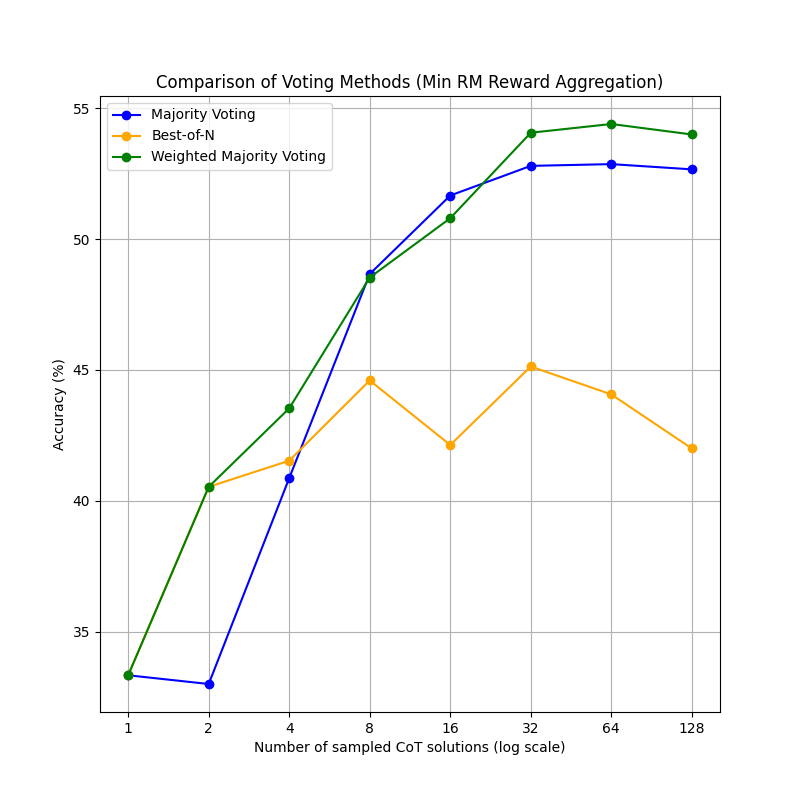 Comparison of Voting Methods (Min RM Reward Aggregation)
Majority Voting
Best-of-N
Weighted Majority Voting
55
50
45
40
35
Accuracy (%)
1 2 4 8 16 32 64 128
Number of sampled CoT solutions (log scale)